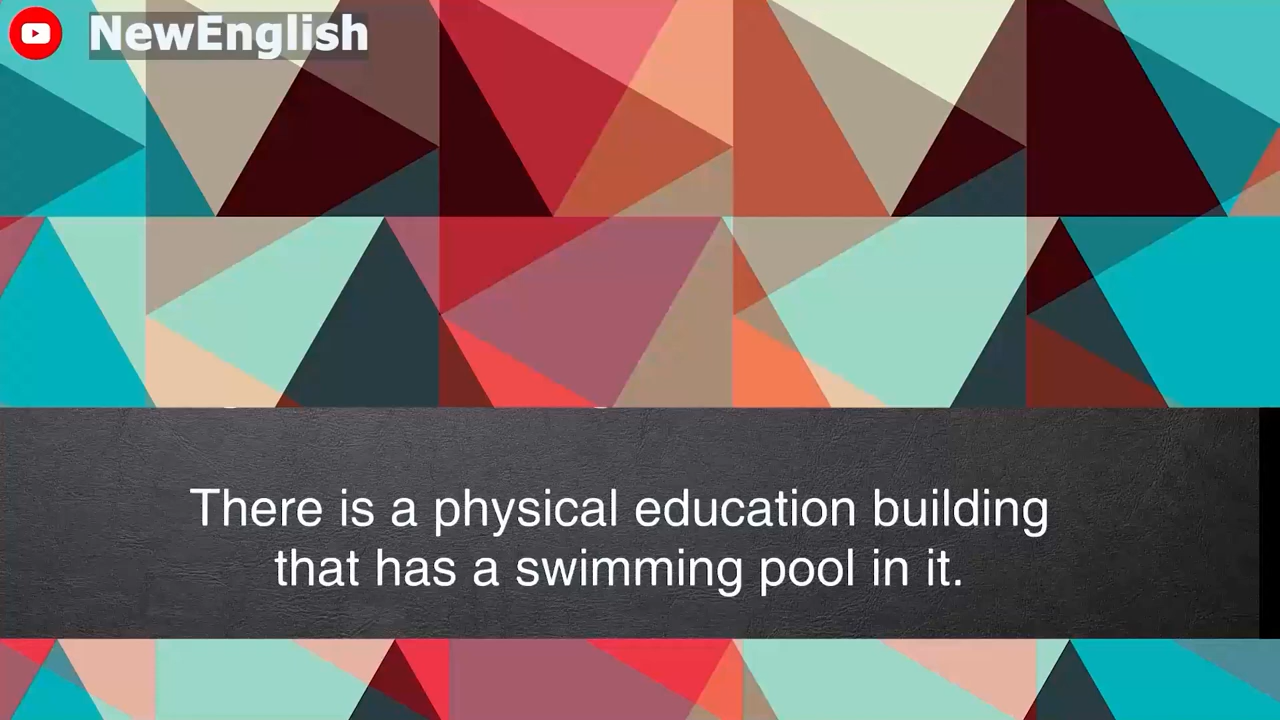 NewEnglish
There is a physical education building
that has a swimming pool in it.